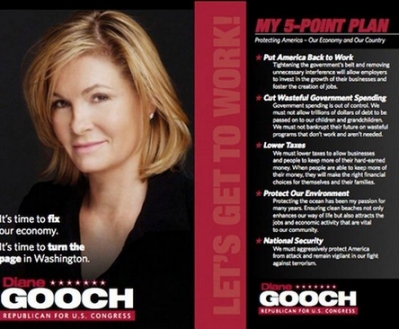 It's time to fix
our economy.
It's time to turn the
page in Washington.
Diane
GOOCH
REPUBLICAN FOR U.S. CONGRESS
LET'S GET TO WORK!
MY 5-POINT PLAN
Protecting America – Our Economy and Our Country
Put America Back to Work
Tightening the government's belt and removing
unnecessary interference will allow employers
to invest in the growth of their businesses and
foster the creation of jobs.
Cut Wasteful Government Spending
Government spending is out of control. We
must not allow trillions of dollars of debt to be
passed on to our children and grandchildren.
We must not bankrupt their future on wasteful
programs that don't work and aren't needed.
Lower Taxes
We must lower taxes to allow businesses
and people to keep more of their hard-earned
money. When people are able to keep more of
their money, they will make the right financial
choices for themselves and their families.
Protect Our Environment
Protecting the ocean has been my passion for
many years. Ensuring clean beaches not only
enhances our way of life but also attracts the
jobs and economic activity that are vital
to our community.
National Security
We must aggressively protect America
from attack and remain vigilant in our fight
against terrorism.
Diane
GOOCH
REPUBLICAN FOR U.S. CONGRESS